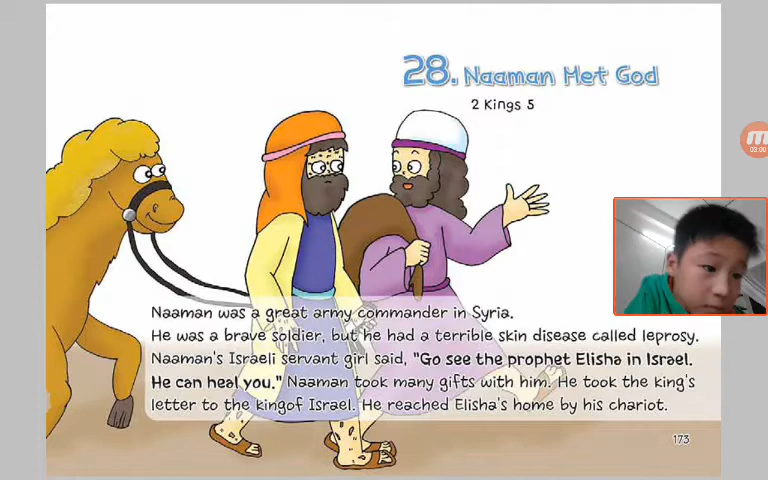 28. Naaman Met God
2 Kings 5
Naaman was a great army commander in Syria.
He was a brave soldier, but he had a terrible skin disease called leprosy.
Naaman's Israeli servant girl said, "Go see the prophet Elisha in Israel.
He can heal you." Naaman took many gifts with him. He took the king's
letter to the kingof Israel. He reached Elisha's home by his chariot.
173
M
00:00